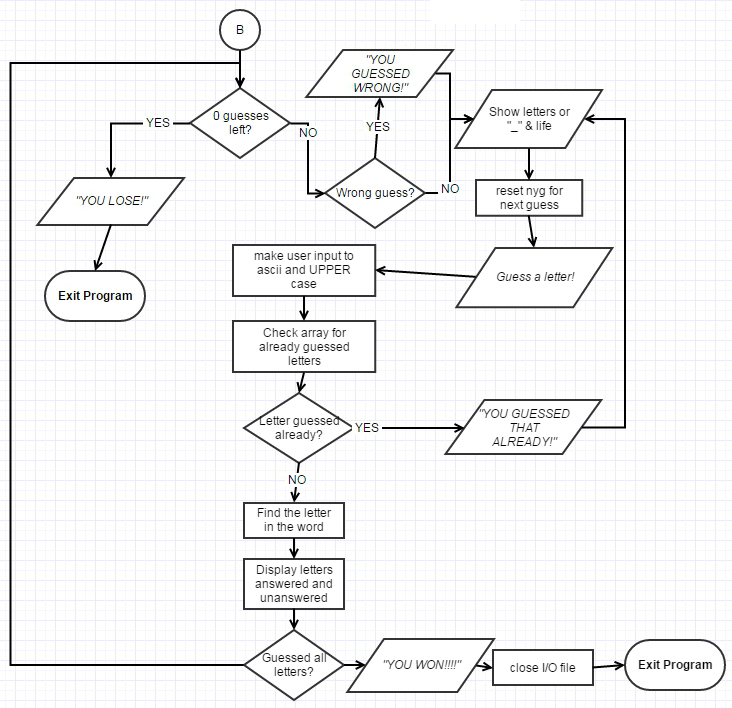 B
0 guesses
left?
YES
NO
"YOU
GUESSED
WRONG!"
YES
Wrong guess?
NO
Show letters or
"_" & life
"YOU LOSE!"
Exit Program
reset nyg for
next guess
Guess a letter!
make user input to
ascii and UPPER
case
Check array for
already guessed
letters
Letter guessed
already?
YES
"YOU GUESSED
THAT
ALREADY!"
NO
Find the letter
in the word
Display letters
answered and
unanswered
Guessed all
letters?
"YOU WON!!!!"
close I/O file
Exit Program